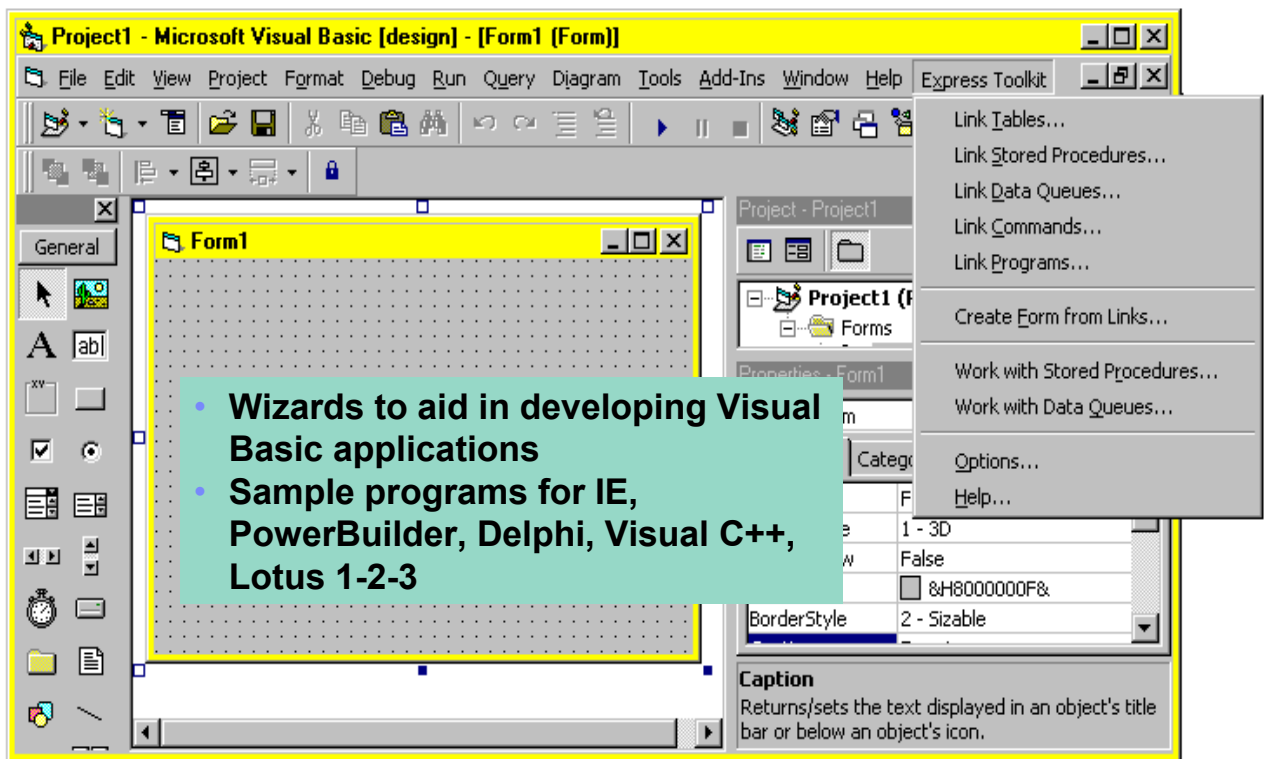 Project1 - Microsoft Visual Basic [design] - [Form1 (Form)]
File Edit View Project Format Debug Run Query Diagram Tools Add-Ins Window Help Express Toolkit
Link Tables...
Link Stored Procedures...
Link Data Queues...
Link Commands...
Link Programs...
Create Form from Links...
Work with Stored Procedures...
Work with Data Queues...
Options...
Help...
General
A abl
XY
Form1
Project - Project1
Project1
Forms
Properties - Form1
• Wizards to aid in developing Visual
Basic applications
• Sample programs for IE,
PowerBuilder, Delphi, Visual C++,
Lotus 1-2-3
1 - 3D
False
&H8000000F&
BorderStyle 2 - Sizable
Caption
Returns/sets the text displayed in an object's title
bar or below an object's icon.